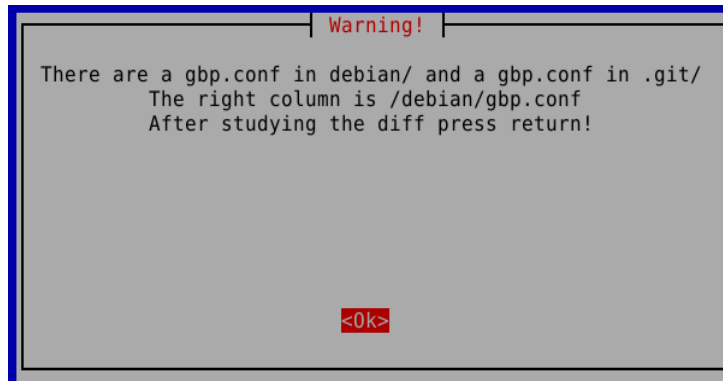 Warning!
There are a gbp.conf in debian/ and a gbp.conf in .git/
The right column is /debian/gbp.conf
After studying the diff press return!
<Ok>